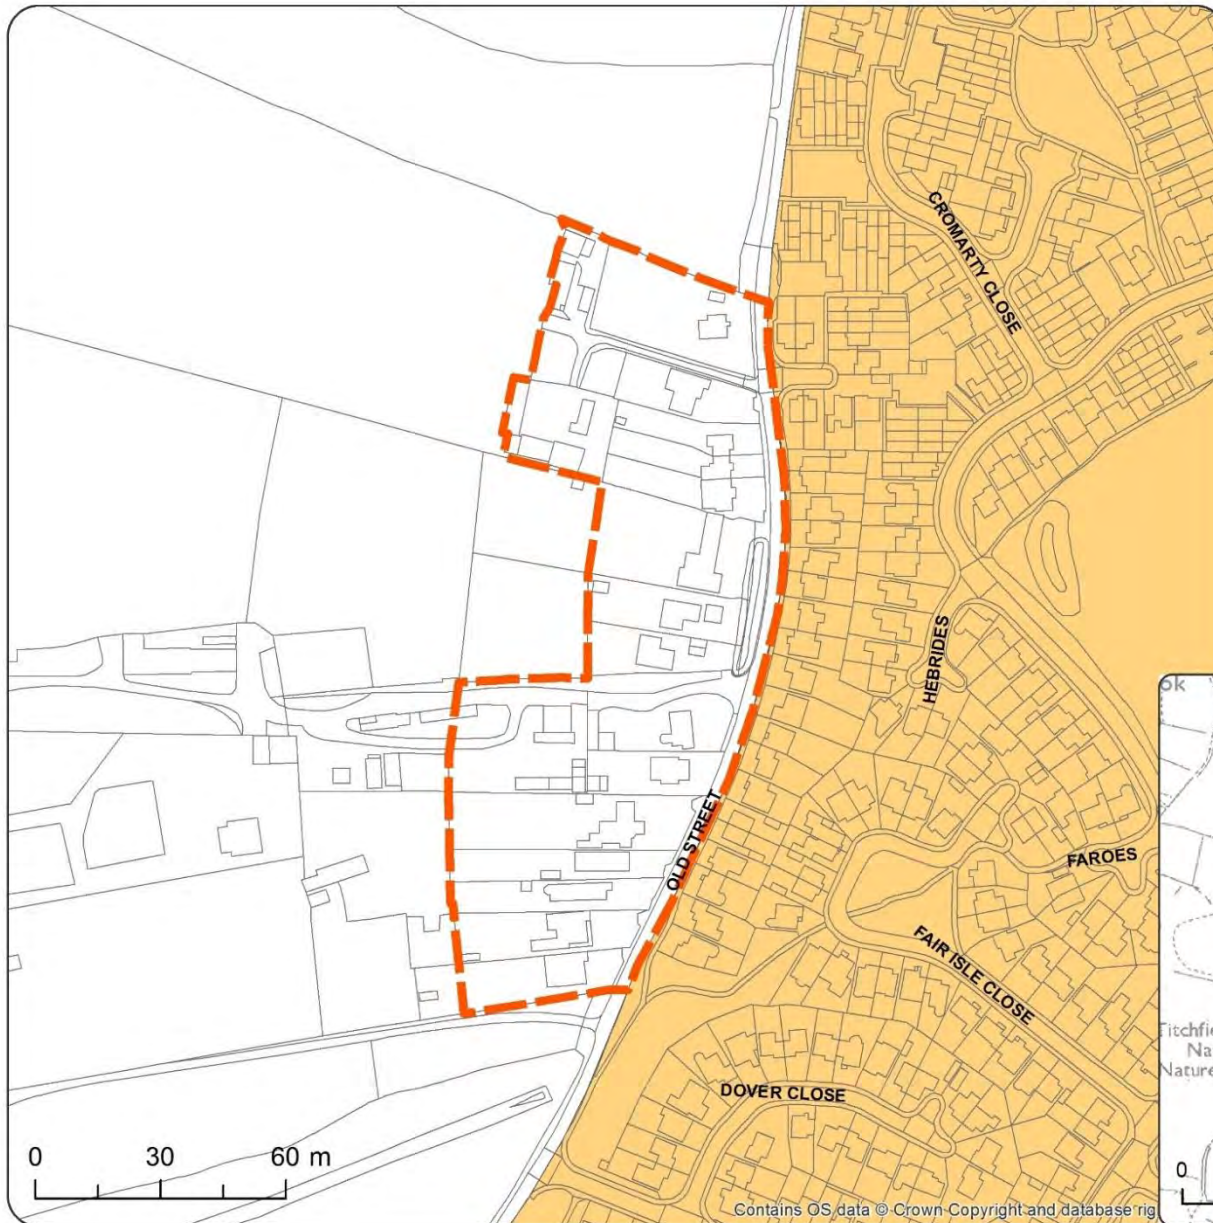 CROMARTY CLOSE
HEBRIDES
OLD STREET
FAROES
FAIR ISLE CLOSE
DOVER CLOSE
0 30 60 m
Contains OS data © Crown Copyright and database rig
Na
Nature
0